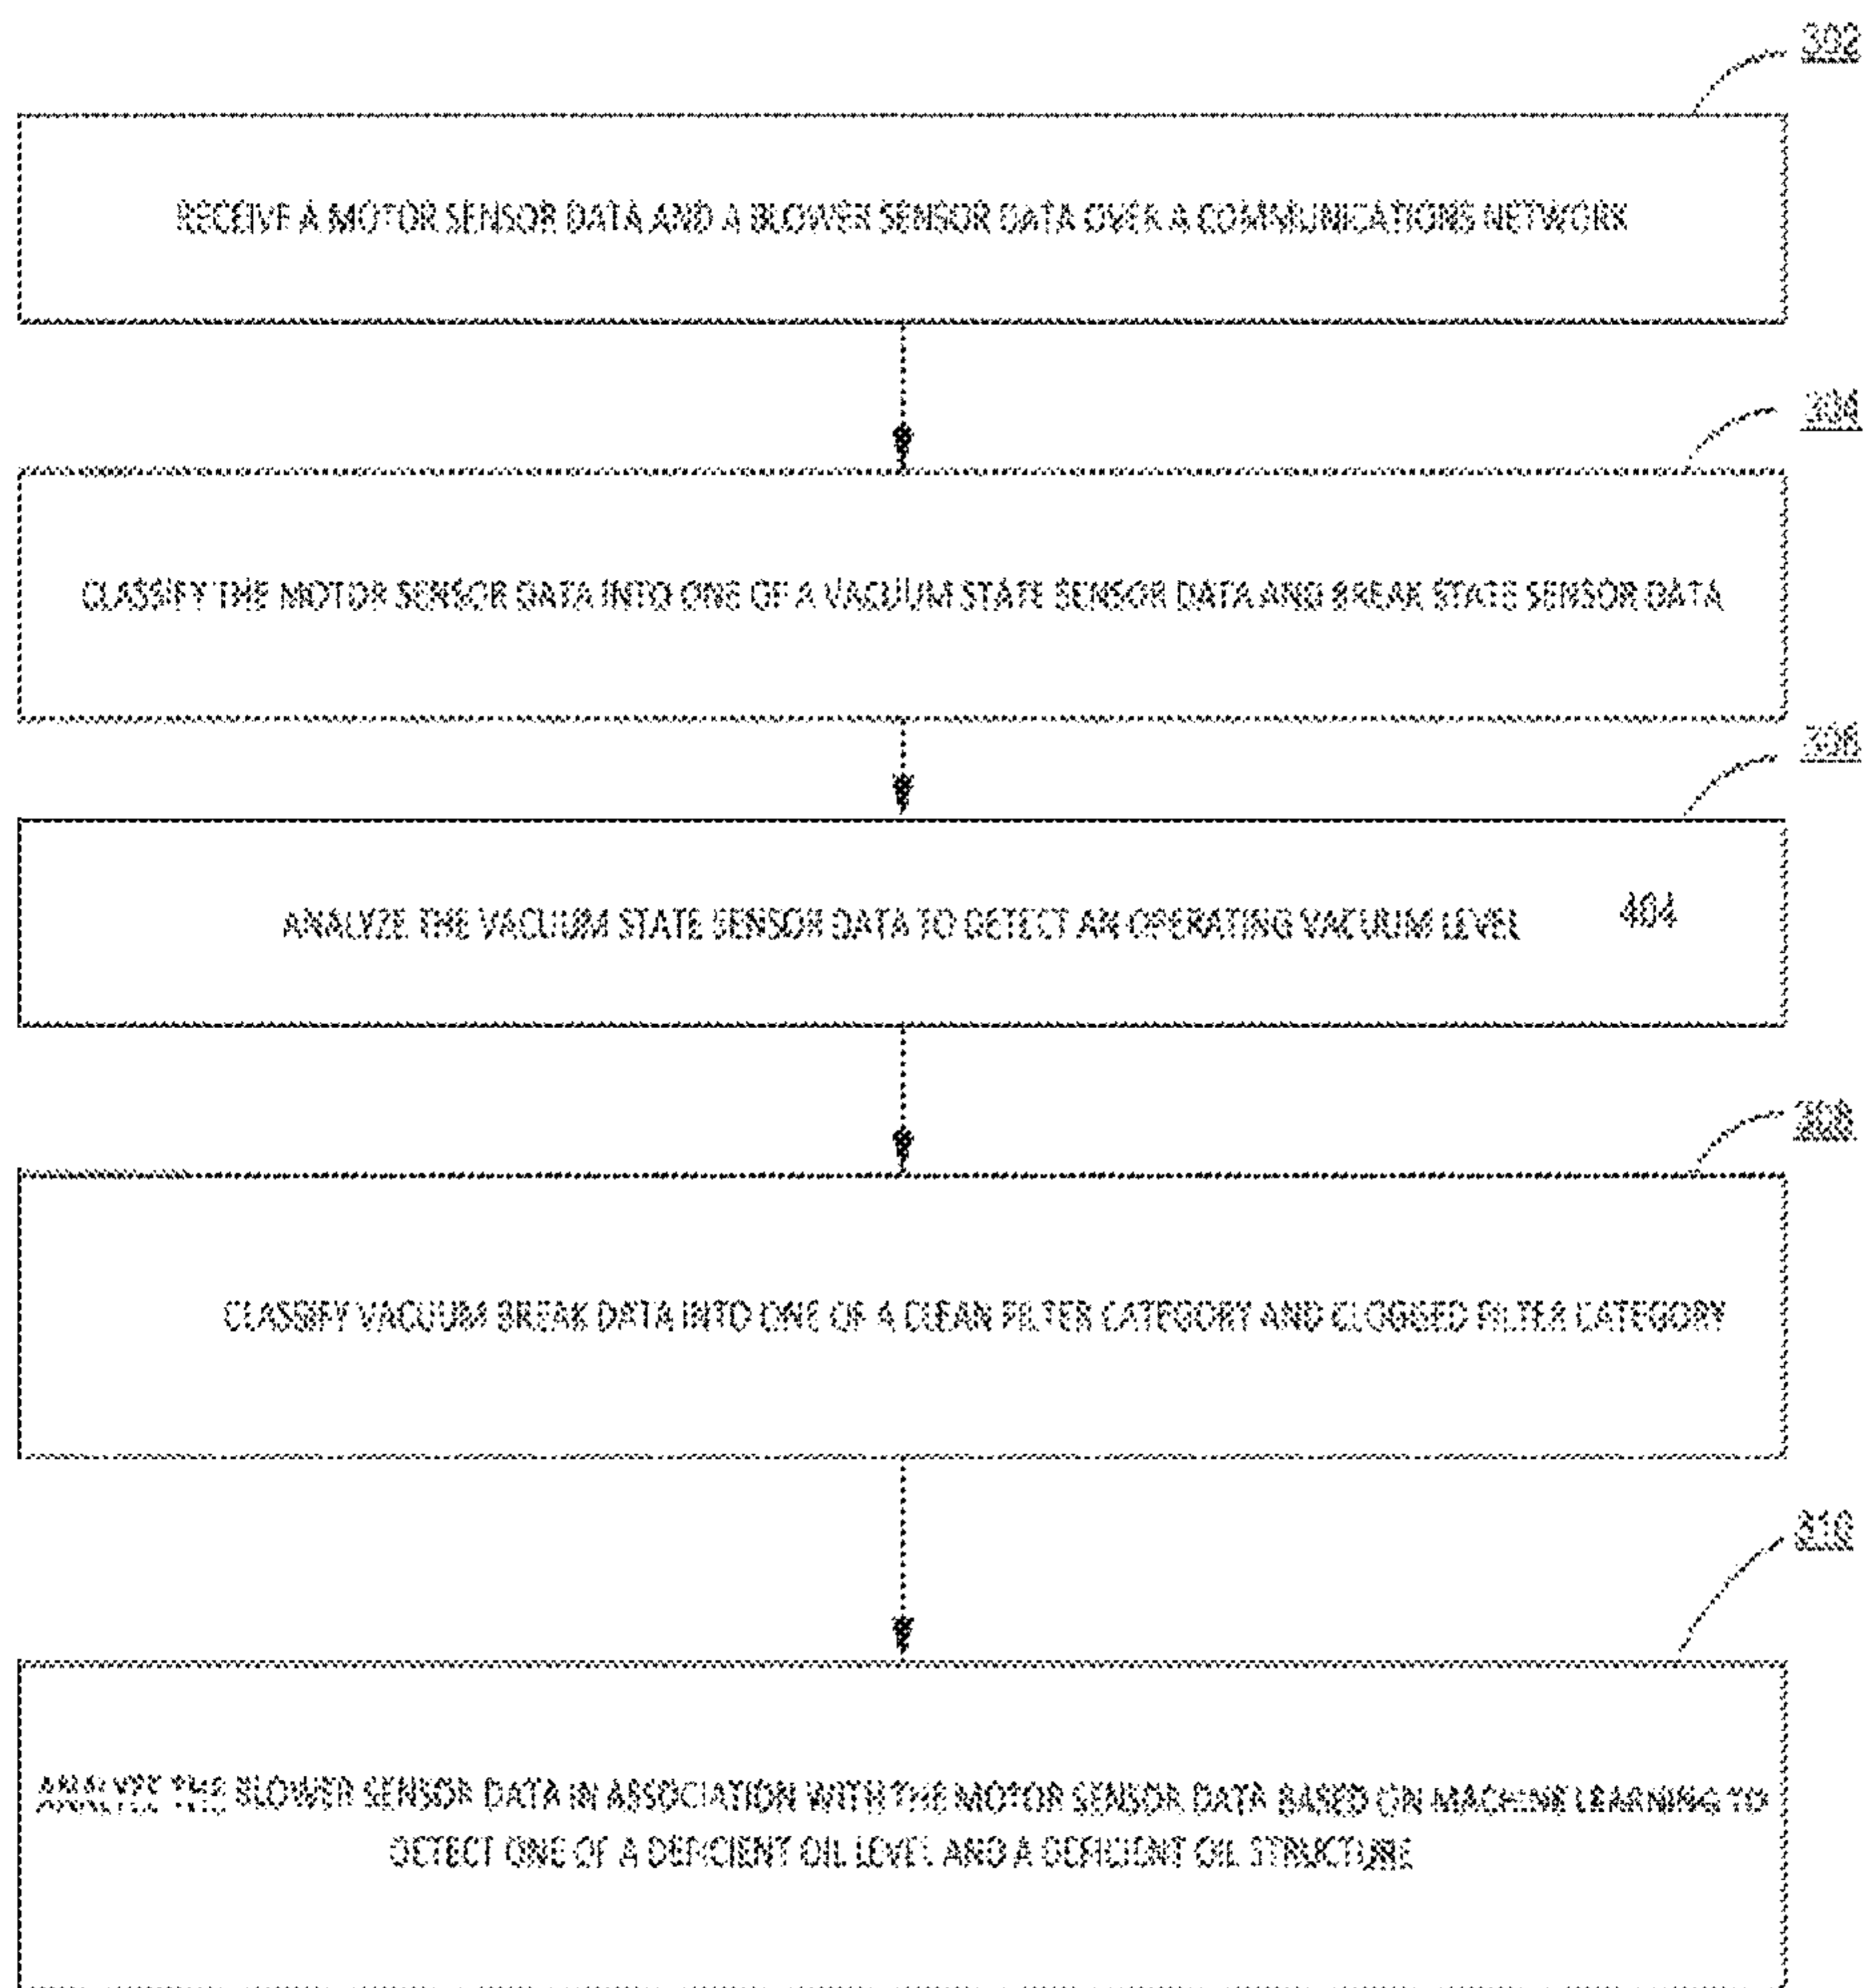 302
RECEIVE A MOTOR SENSOR DATA AND A BLOWER SENSOR DATA OVER A COMMUNICATIONS NETWORK
304
CLASSIFY THE MOTOR SENSOR DATA INTO ONE OF A VACUUM STATE SENSOR DATA AND BREAK STATE SENSOR DATA
306
ANALYZE THE VACUUM STATE SENSOR DATA TO DETECT AN OPERATING VACUUM LEVEL 404
CLASSIFY VACUUM BREAK DATA INTO ONE OF A CLEAN FILTER CATEGORY AND CLOGGED FILTER CATEGORY
310
ANALYZE THE BLOWER SENSOR DATA IN ASSOCIATION WITH THE MOTOR SENSOR DATA BASED ON MACHINE LEARNING TO
DETECT ONE OF A DEFICIENT OIL LEVEL AND A DEFICIENT OIL STRUCTURE